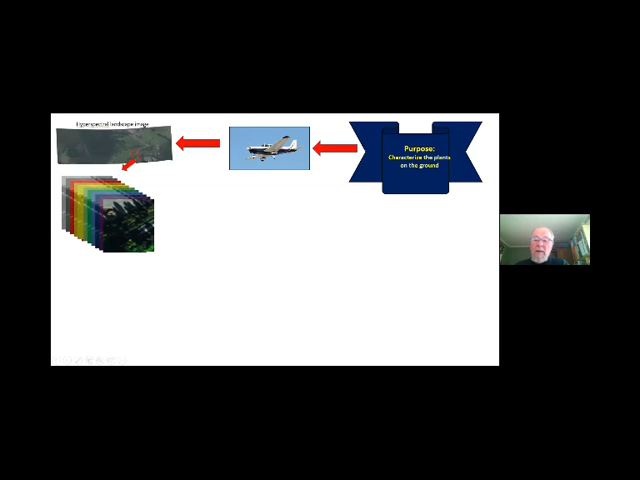 Hyperspectral landscape image
Purpose:
Characterize the plants
on the ground